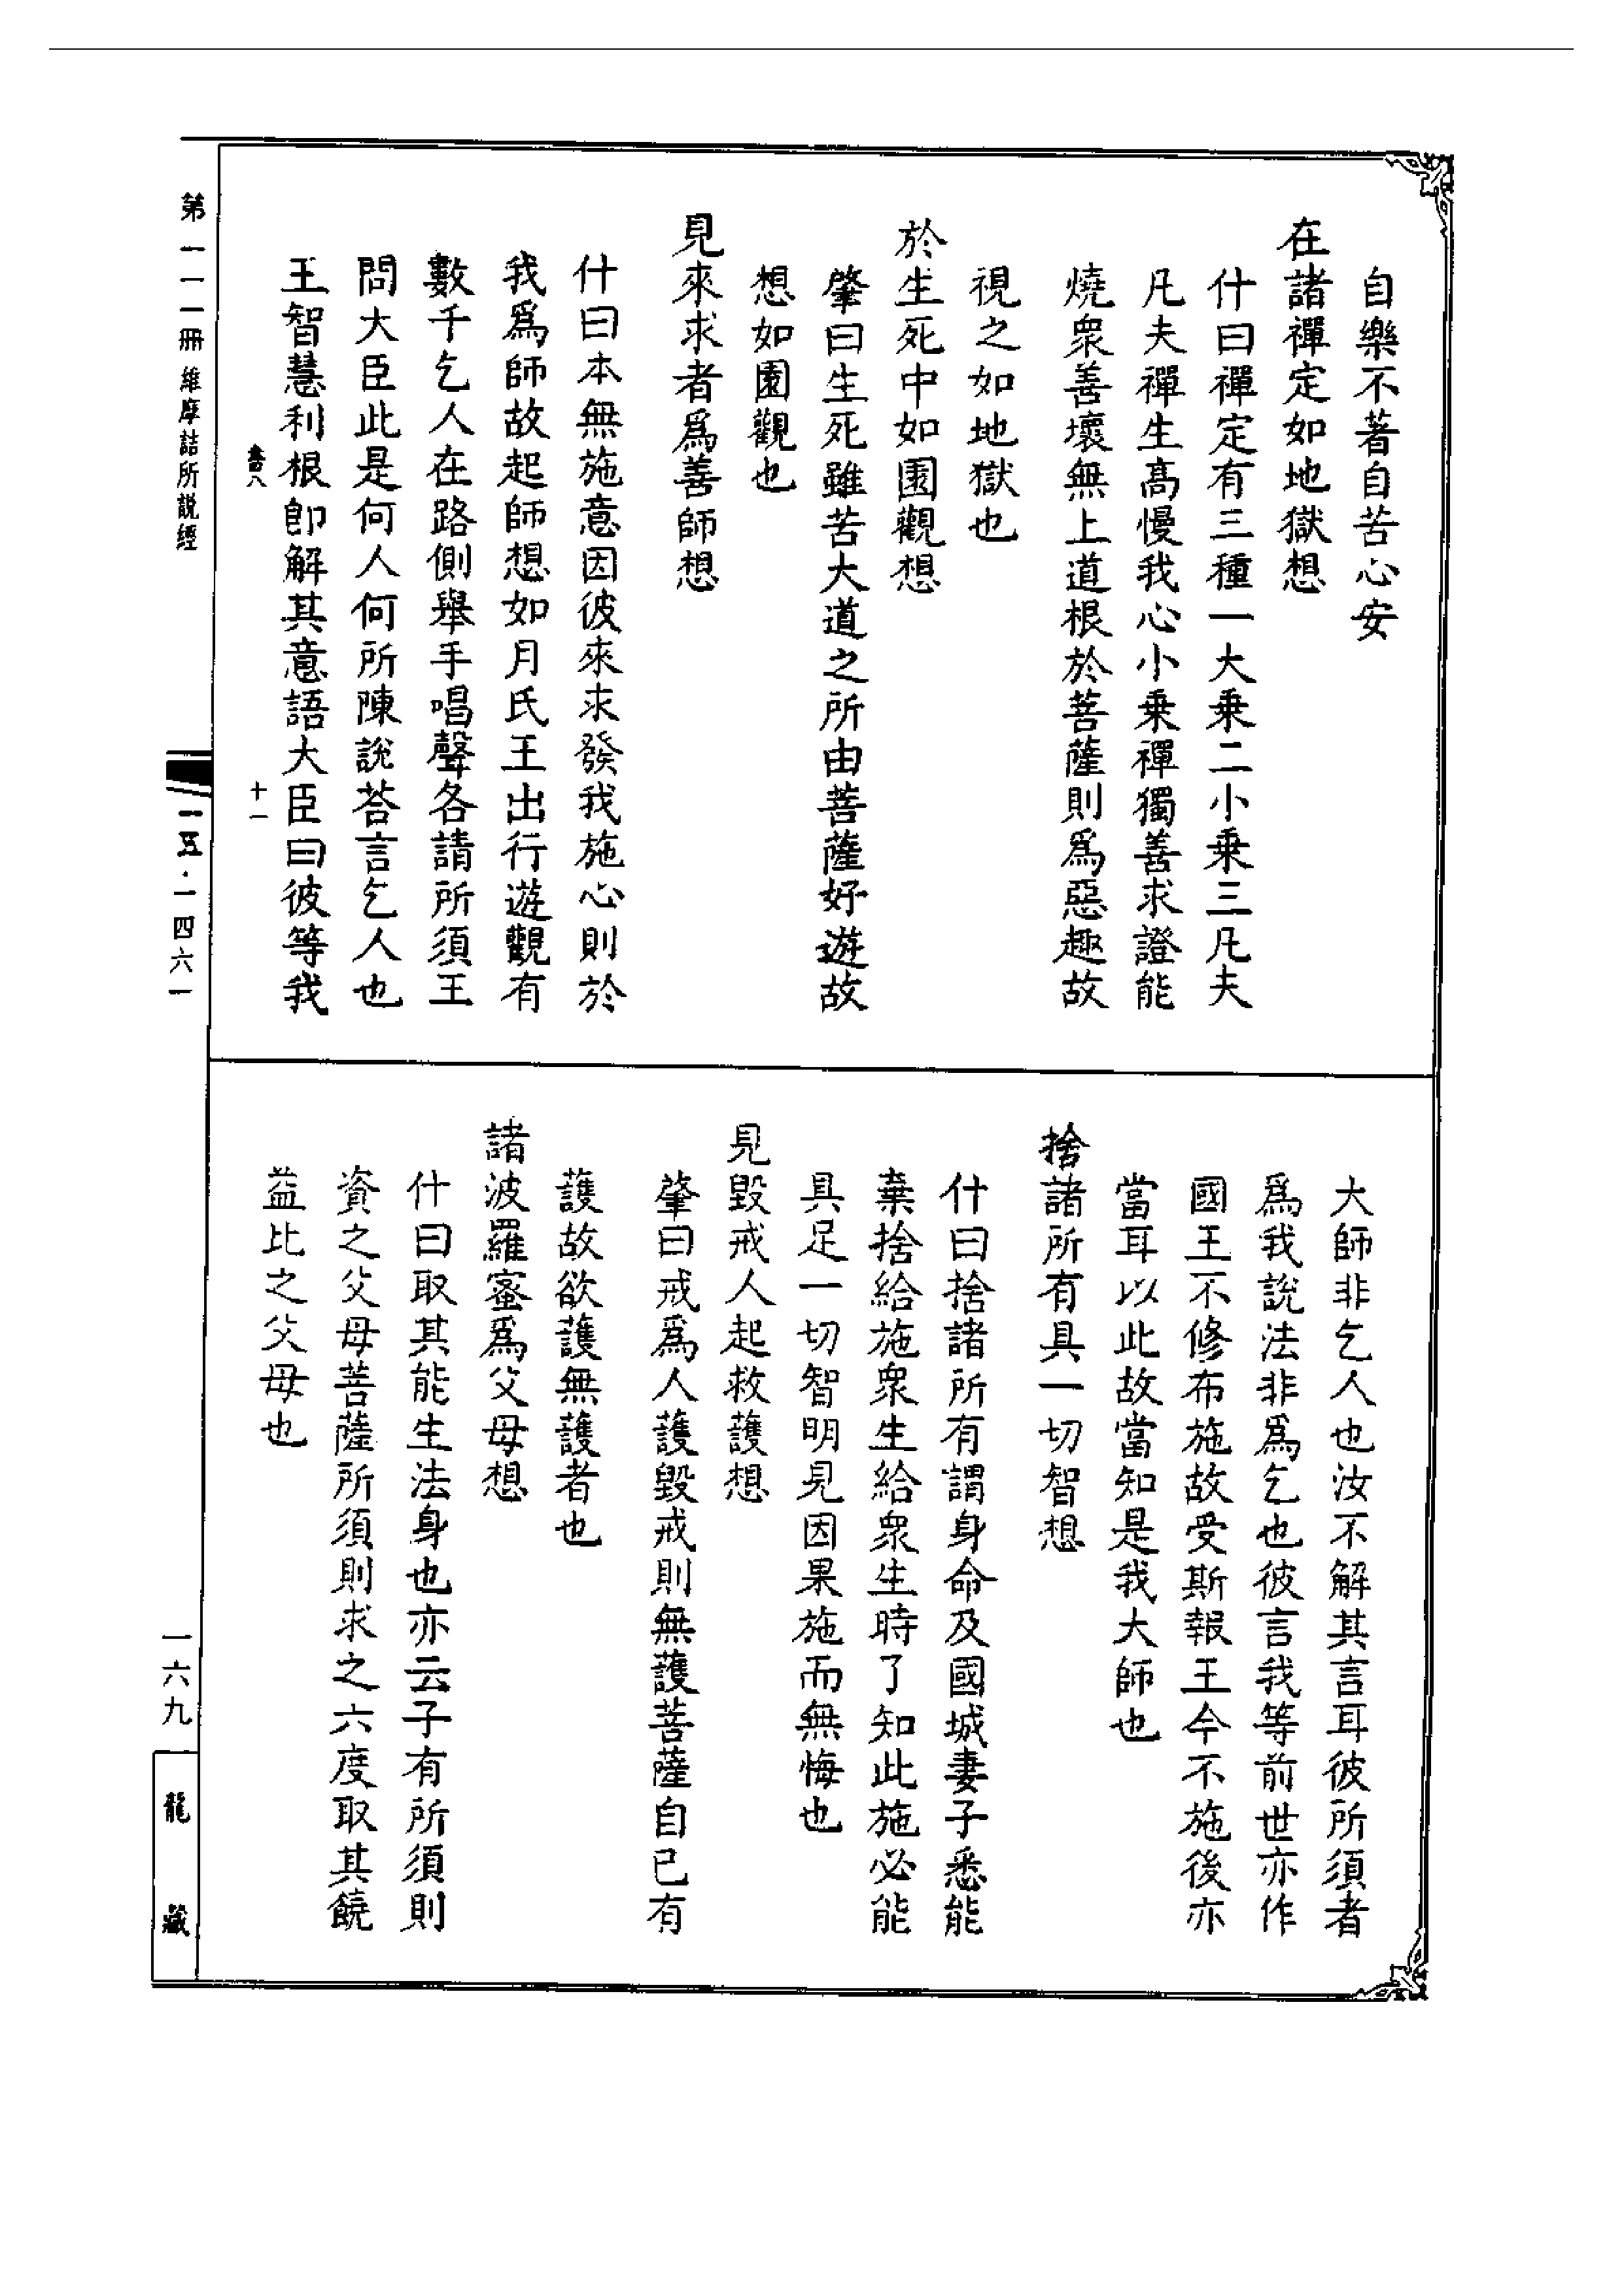 自樂不著自苦心安
在諸禪定如地獄想
什曰禪定有三種一大乗二小乗三凡夫
凡夫禪生髙慢我心小乗禪獨善求證能
燒衆善壞無上道根於菩薩則爲惡趣故
視之如地獄也
於生死中如園觀想
肇曰生死雖苦大道之所由菩薩好遊故
想如園觀也
見來求者爲善師想
什曰本無施意因彼來求發我施心則於
我爲師故起師想如月氏王出行遊觀有
數千乞人在路側舉手唱聲各請所須王
問大臣此是何人何所陳說荅言乞人也
王智慧利根卽解其意語大臣曰彼等我
十一
大師非乞人也汝不解其言耳彼所須者
爲我說法非爲乞也彼言我等前世亦作
國王不修布施故受斯報王今不施後亦
當耳以此故當知是我大師也
捨諸所有具一切智想
什曰捨諸所有謂身命及國城妻子悉能
棄捨給施衆生給衆生時了知此施必能
具足一切智明見因果施而無悔也
見毀戒人起救護想
肇曰戒爲人護毀戒則無護菩薩自已有
護故欲護無護者也
諸波羅蜜爲父母想
什曰取其能生法身也亦云子有所須則
資之父母菩薩所須則求之六度取其饒
益比之父母也
第一一一冊 維摩詰所説經
一五·一四六一
一六九
龍藏